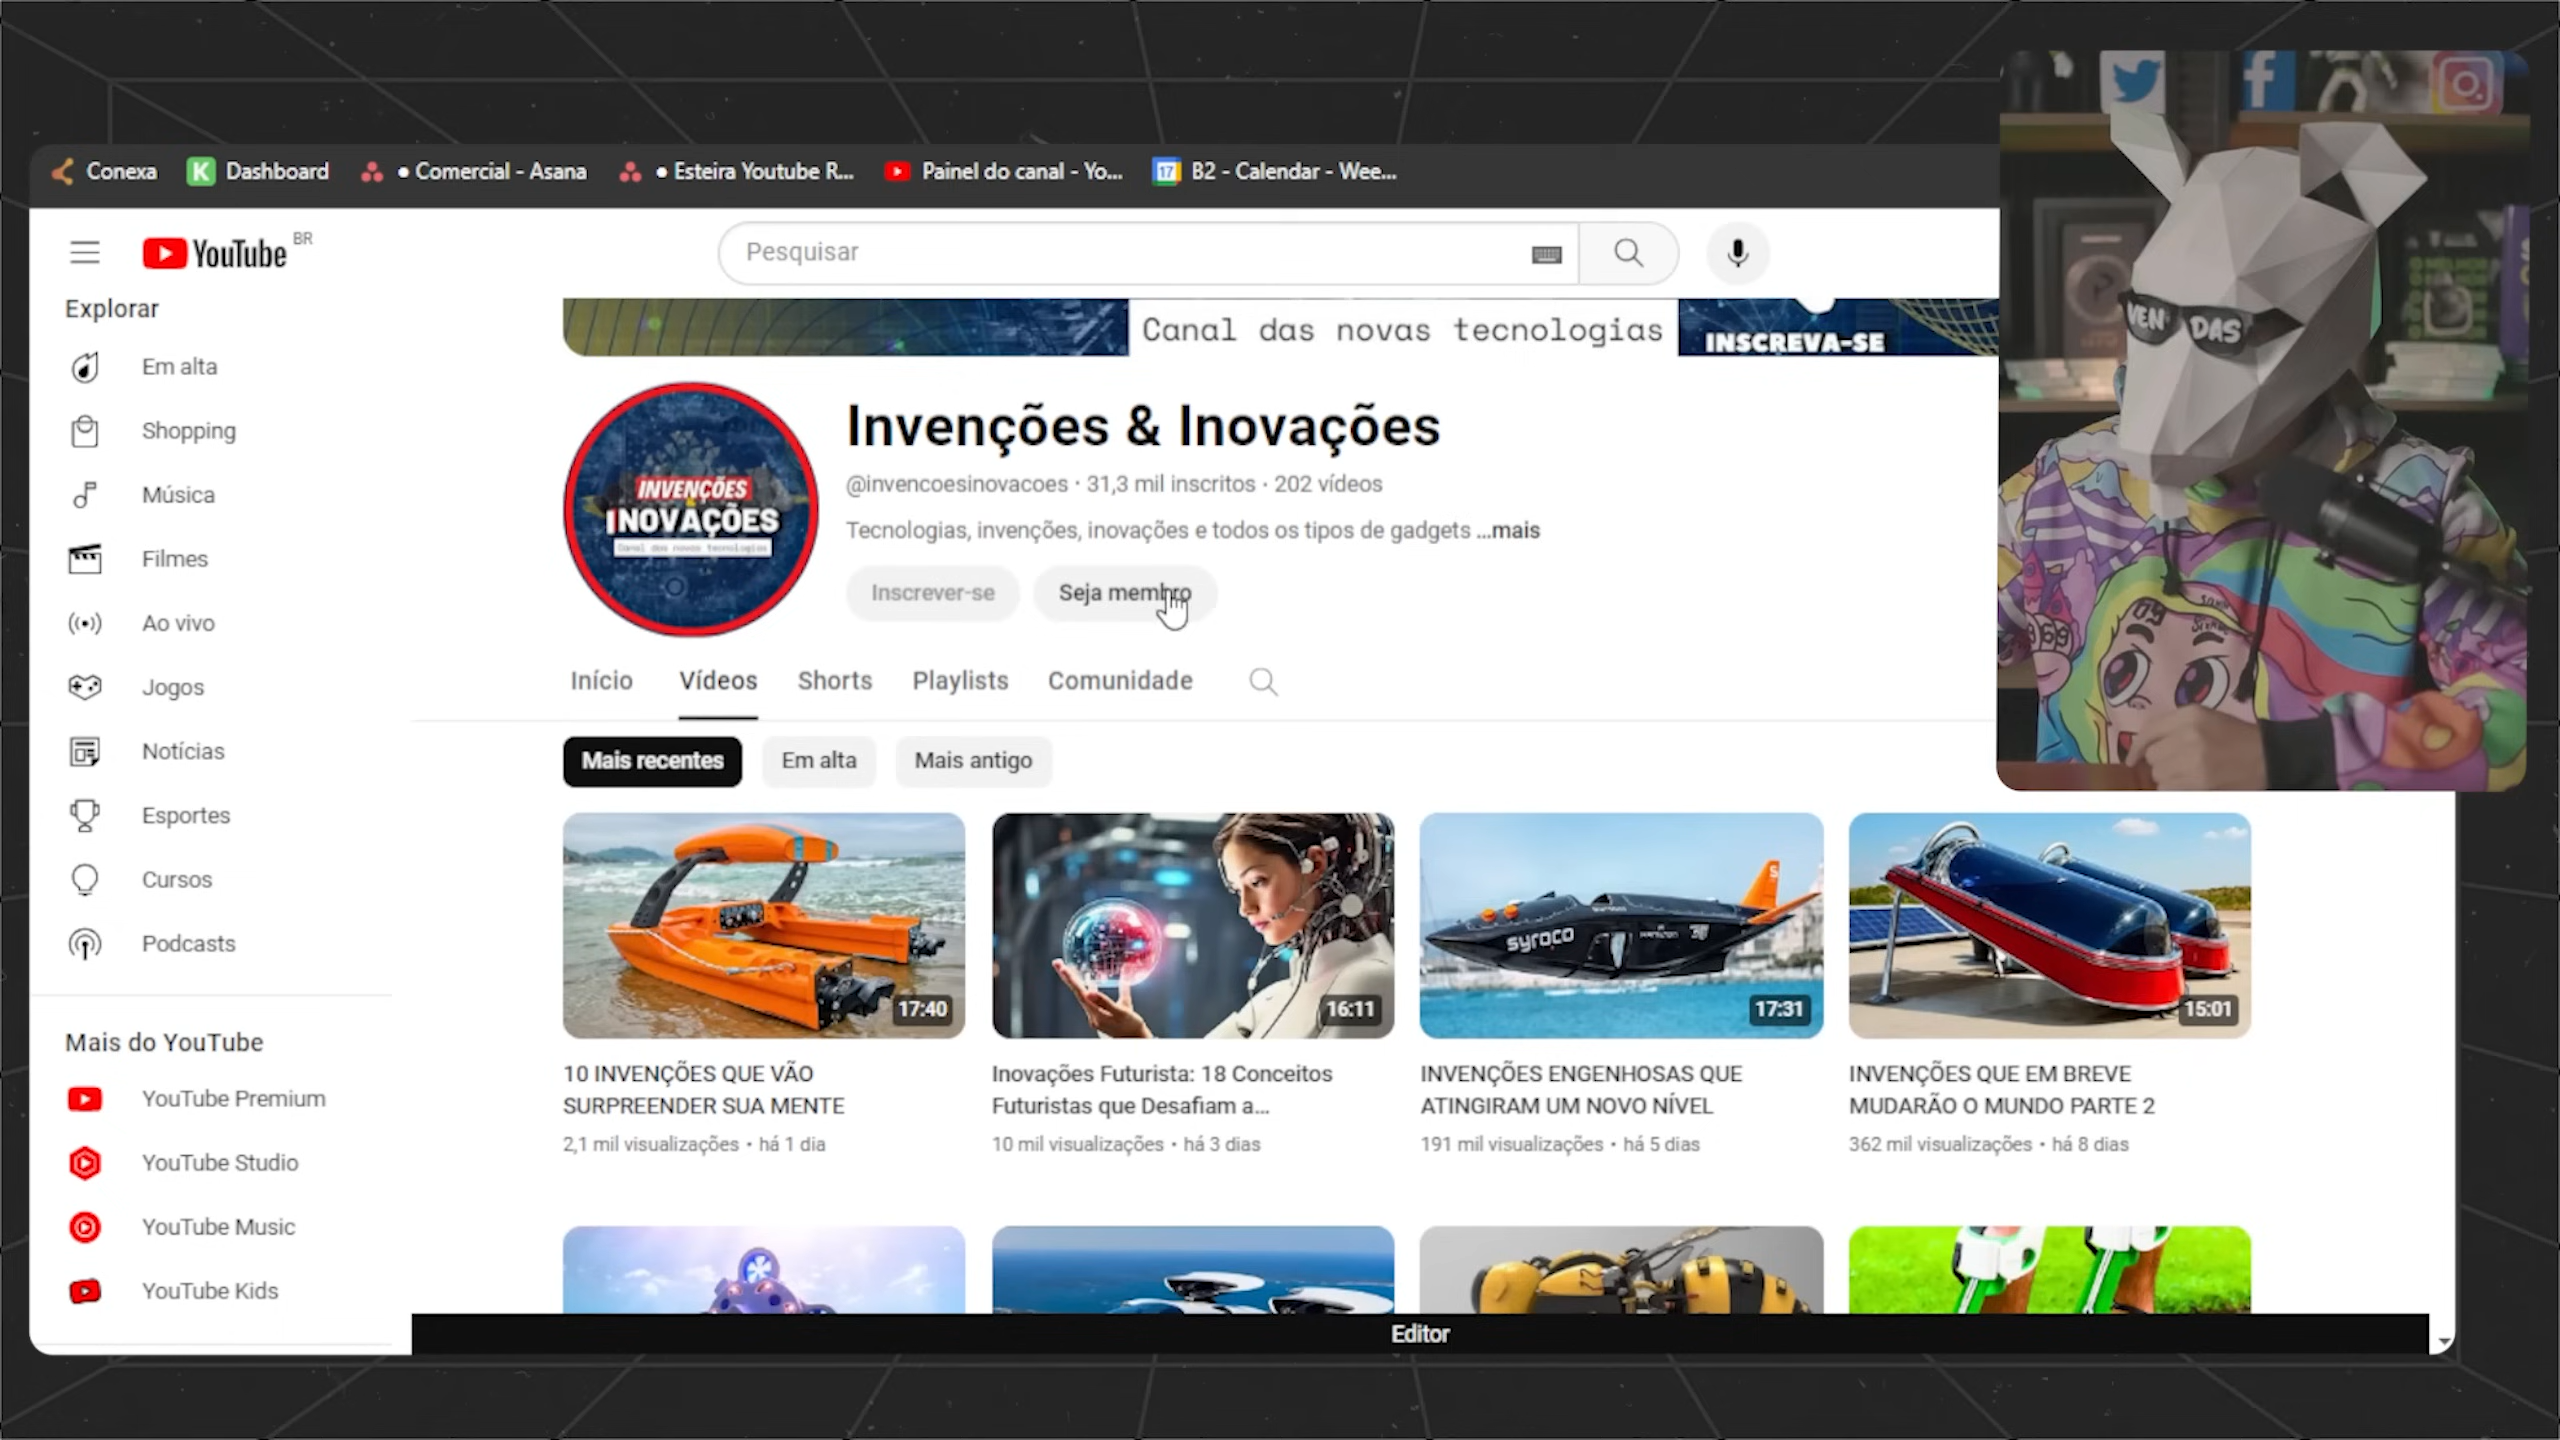 Conexa
Dashboard
• Comercial - Asana
• Esteira Youtube R...
Painel do canal - Yo...
17
B2 - Calendar - Wee...
YouTube BR
Pesquisar
Explorar
Em alta
Shopping
Música
Filmes
Ao vivo
Jogos
Notícias
Esportes
Cursos
Podcasts
Mais do YouTube
YouTube Premium
YouTube Studio
YouTube Music
YouTube Kids
Canal das novas tecnologias
INSCREVA-SE
INVENÇÕES
INOVAÇÕES
Canal das novas tecnologias
Invenções & Inovações
@invencoesinovacoes · 31,3 mil inscritos · 202 vídeos
Tecnologias, invenções, inovações e todos os tipos de gadgets ...mais
Inscrever-se
Seja membro
Início
Vídeos
Shorts
Playlists
Comunidade
Mais recentes
Em alta
Mais antigo
17:40
16:11
syroco
17:31
15:01
10 INVENÇÕES QUE VÃO
SURPREENDER SUA MENTE
2,1 mil visualizações • há 1 dia
Inovações Futurista: 18 Conceitos
Futuristas que Desafiam a...
10 mil visualizações • há 3 dias
INVENÇÕES ENGENHOSAS QUE
ATINGIRAM UM NOVO NÍVEL
191 mil visualizações • há 5 dias
INVENÇÕES QUE EM BREVE
MUDARÃO O MUNDO PARTE 2
362 mil visualizações • há 8 dias
Editor
VEN DAS